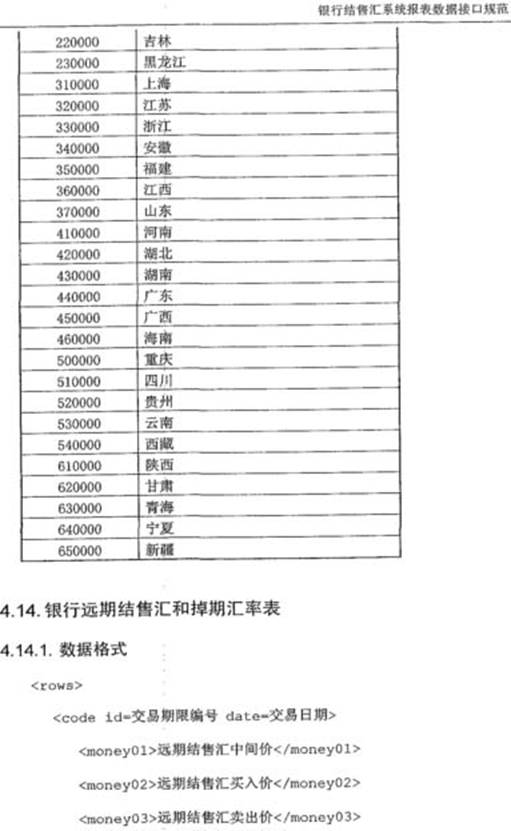 银行结售汇系统报表数据接口规范
220000 吉林
230000 黑龙江
310000 上海
320000 江苏
330000 浙江
340000 安徽
350000 福建
360000 江西
370000 山东
410000 河南
420000 湖北
430000 湖南
440000 广东
450000 广西
460000 海南
500000 重庆
510000 四川
520000 贵州
530000 云南
540000 西藏
610000 陕西
620000 甘肃
630000 青海
640000 宁夏
650000 新疆
4.14. 银行远期结售汇和掉期汇率表
4.14.1. 数据格式
<rows>
<code id=交易期限编号 date=交易日期>
<money01>远期结售汇中间价</money01>
<money02>远期结售汇买入价</money02>
<money03>远期结售汇卖出价</money03>